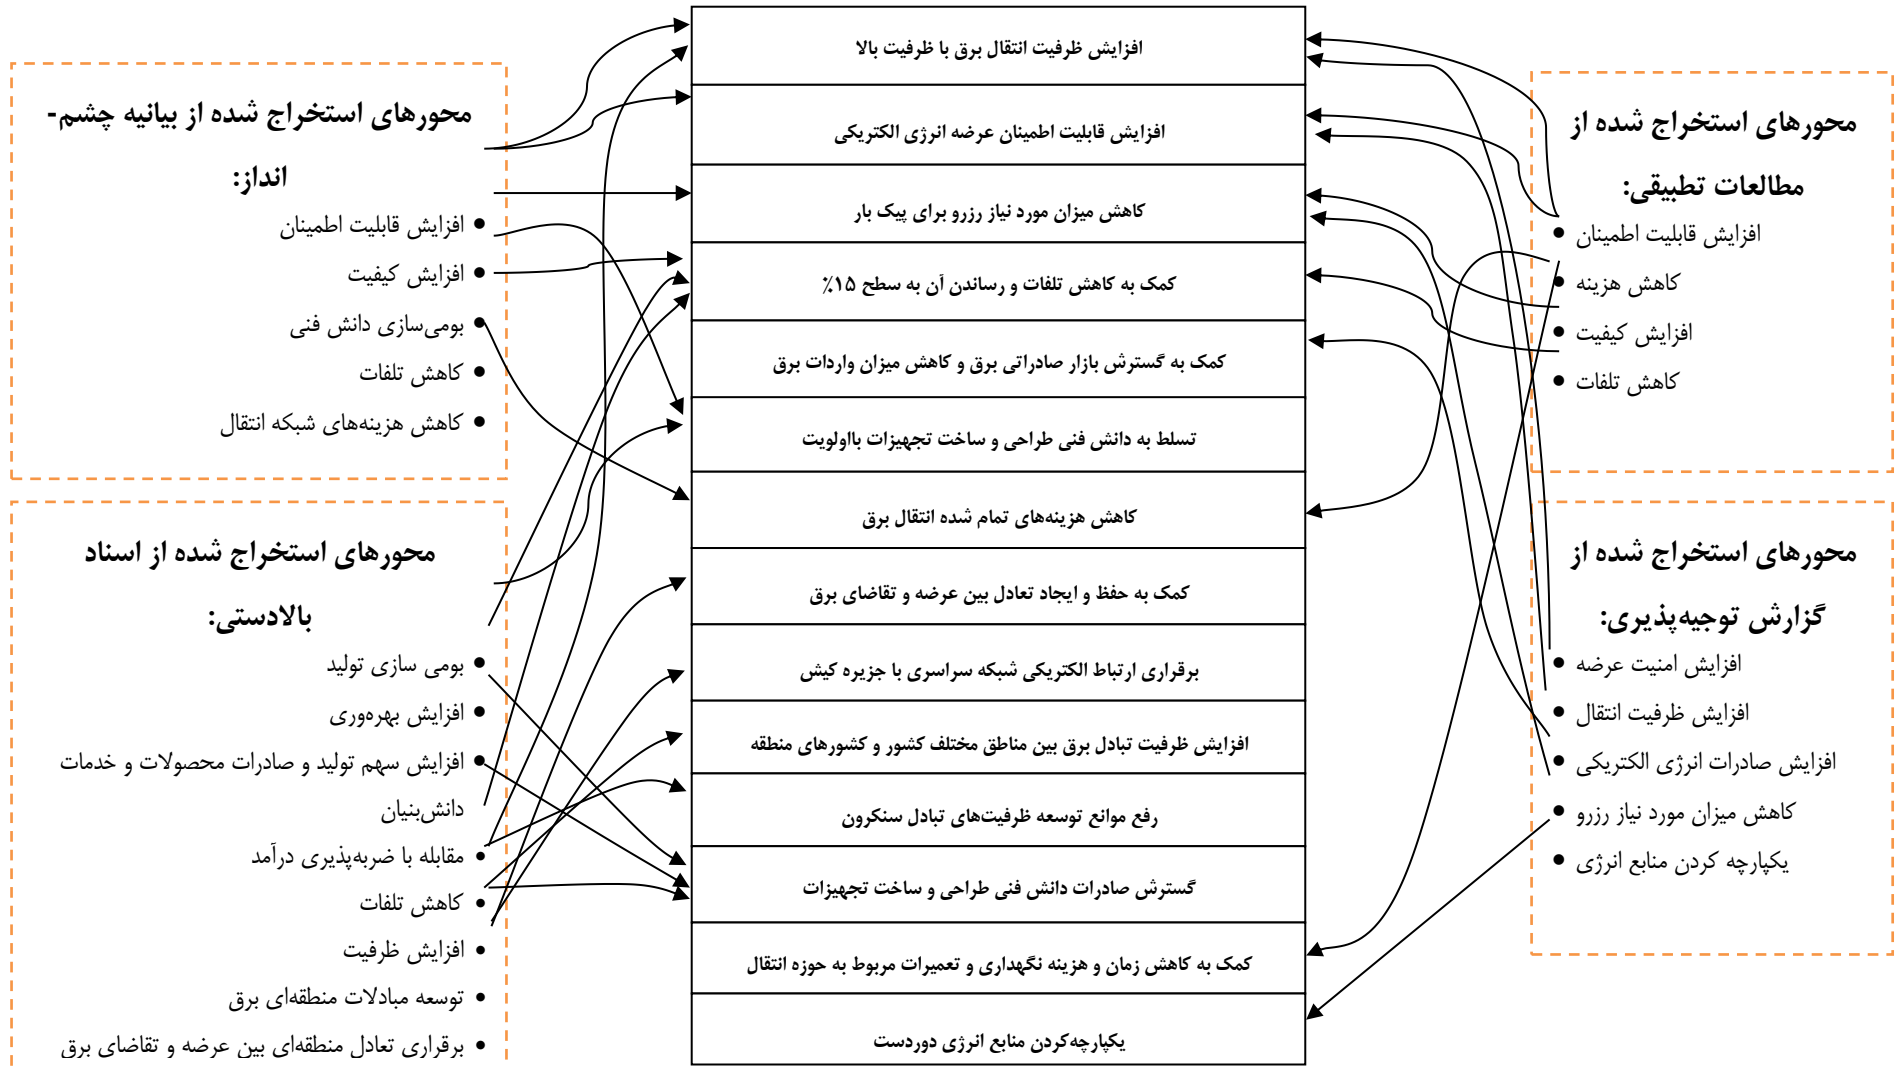 محورهای استخراج شده از مطالعات تطبیقی:
افزایش قابلیت اطمینان
کاهش هزینه
افزایش کیفیت
کاهش تلفات
محورهای استخراج شده از گزارش توجیه‌پذیری:
افزایش امنیت عرضه
افزایش ظرفیت انتقال
افزایش صادرات انرژی الکتریکی
کاهش میزان مورد نیاز رزرو
یکپارچه کردن منابع انرژی
افزایش ظرفیت انتقال برق با ظرفیت بالا
افزایش قابلیت اطمینان عرضه انرژی الکتریکی
کاهش میزان مورد نیاز رزرو برای پیک بار
کمک به کاهش تلفات و رساندن آن به سطح ۱۵٪
کمک به گسترش بازار صادراتی برق و کاهش میزان واردات برق
تسلط به دانش فنی طراحی و ساخت تجهیزات بااولویت
کاهش هزینه‌های تمام شده انتقال برق
کمک به حفظ و ایجاد تعادل بین عرضه و تقاضای برق
برقراری ارتباط الکتریکی شبکه سراسری با جزیره کیش
افزایش ظرفیت تبادل برق بین مناطق مختلف کشور و کشورهای منطقه
رفع موانع توسعه ظرفیت‌های تبادل سنکرون
گسترش صادرات دانش فنی طراحی و ساخت تجهیزات
کمک به کاهش زمان و هزینه نگهداری و تعمیرات مربوط به حوزه انتقال
یکپارچه‌کردن منابع انرژی دوردست
محورهای استخراج شده از بیانیه چشم-
انداز:
افزایش قابلیت اطمینان
افزایش کیفیت
بومی‌سازی دانش فنی
کاهش تلفات
کاهش هزینه‌های شبکه انتقال
محورهای استخراج شده از اسناد
بالادستی:
بومی سازی تولید
افزایش بهره‌وری
افزایش سهم تولید و صادرات محصولات و خدمات
دانش‌بنیان
مقابله با ضربه‌پذیری درآمد
کاهش تلفات
افزایش ظرفیت
توسعه مبادلات منطقه‌ای برق
برقراری تعادل منطقه‌ای بین عرضه و تقاضای برق